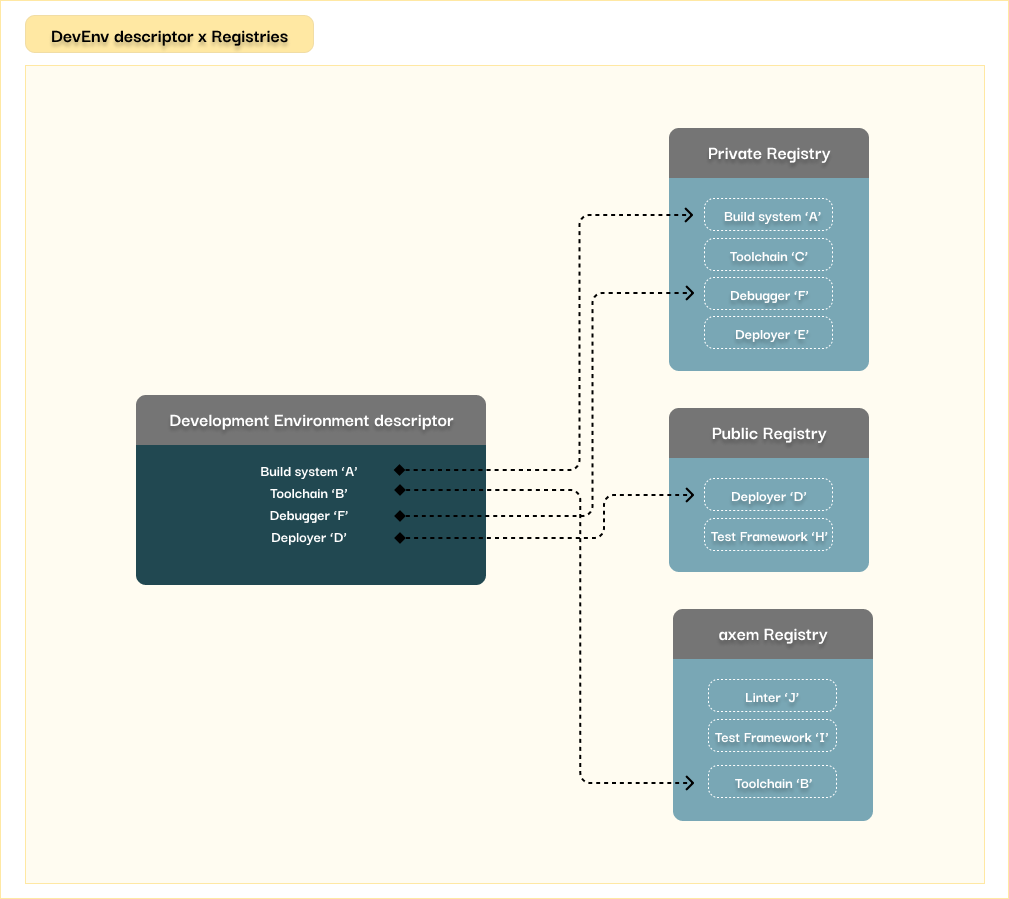 DevEnv descriptor x Registries
Private Registry
Build system ‘A’
Toolchain ‘C’
Debugger ‘F’
Deployer ‘E’
Development Environment descriptor
Build system ‘A’
Toolchain ‘B’
Debugger ‘F’
Deployer ‘D’
Public Registry
Deployer ‘D’
Test Framework ‘H’
axem Registry
Linter ‘J’
Test Framework ‘I’
Toolchain ‘B’